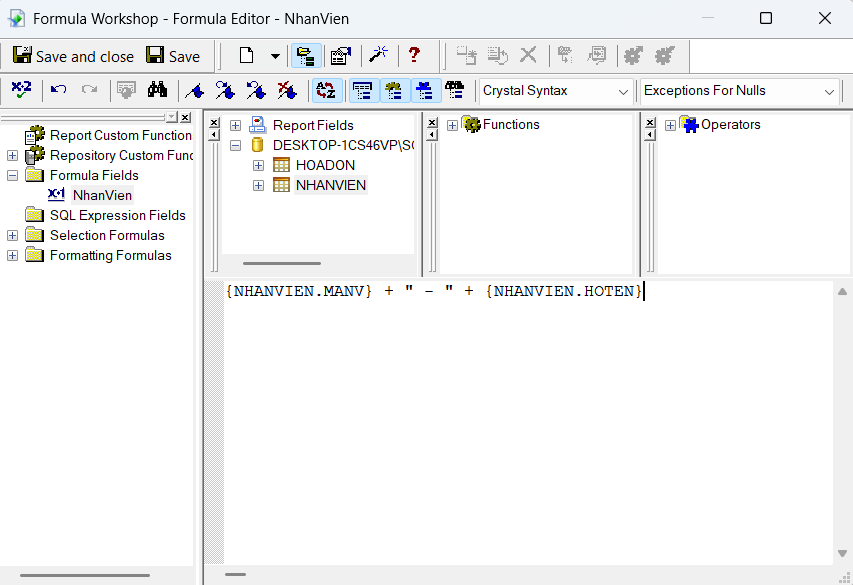 Formula Workshop - Formula Editor - NhanVien
Save and close Save
Crystal Syntax Exceptions For Nulls
Report Custom Function
Repository Custom Func
Formula Fields
NhanVien
SQL Expression Fields
Selection Formulas
Formatting Formulas
Report Fields
DESKTOP-1CS46VP\SQ
HOADON
NHANVIEN
Functions
Operators
{NHANVIEN.MANV} + " - " + {NHANVIEN.HOTEN}